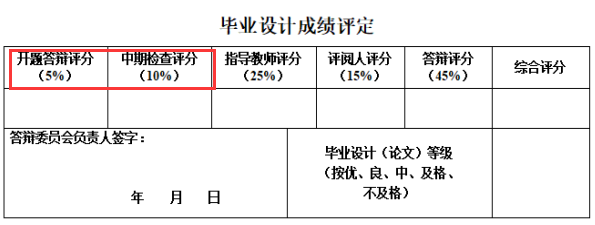 毕业设计成绩评定
开题答辩评分 中期检查评分 指导教师评分 评阅人评分 答辩评分 综合评分
（5%） （10%） （25%） （15%） （45%）
答辩委员会负责人签字：
毕业设计（论文）等级
（按优、良、中、及格、
不及格）
年 月 日